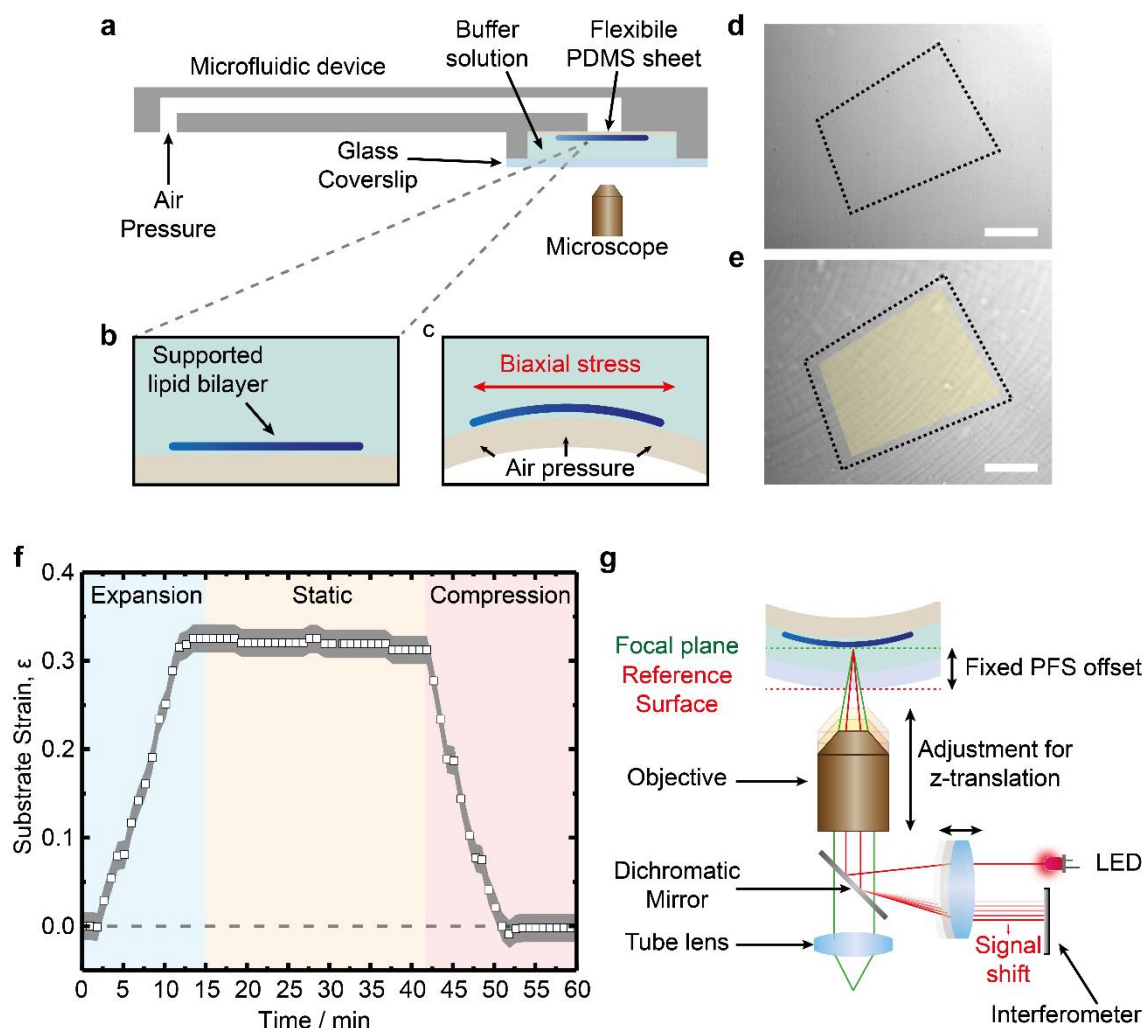 a
Microfluidic device
Buffer
solution
Flexibile
PDMS sheet
Glass
Coverslip
Air
Pressure
Microscope
b
Supported
lipid bilayer
c
Biaxial stress
Air pressure
d
e
f
Expansion
Static
Compression
0.4
0.3
0.2
0.1
0.0
Substrate Strain, ε
0
5
10
15
20
25
30
35
40
45
50
55
60
Time / min
g
Focal plane
Reference
Surface
Fixed PFS offset
Adjustment for
z-translation
Objective
Dichromatic
Mirror
LED
Tube lens
Signal
shift
Interferometer